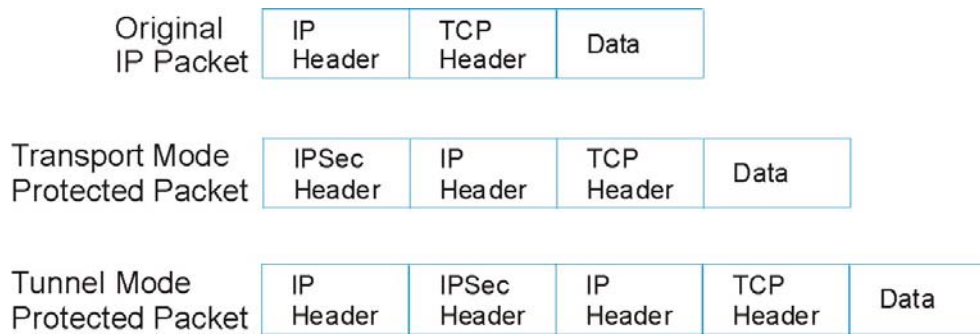 Original
IP Packet
IP
Header
TCP
Header
Data
Transport Mode
Protected Packet
IPSec
Header
IP
Header
TCP
Header
Data
Tunnel Mode
Protected Packet
IP
Header
IPSec
Header
IP
Header
TCP
Header
Data